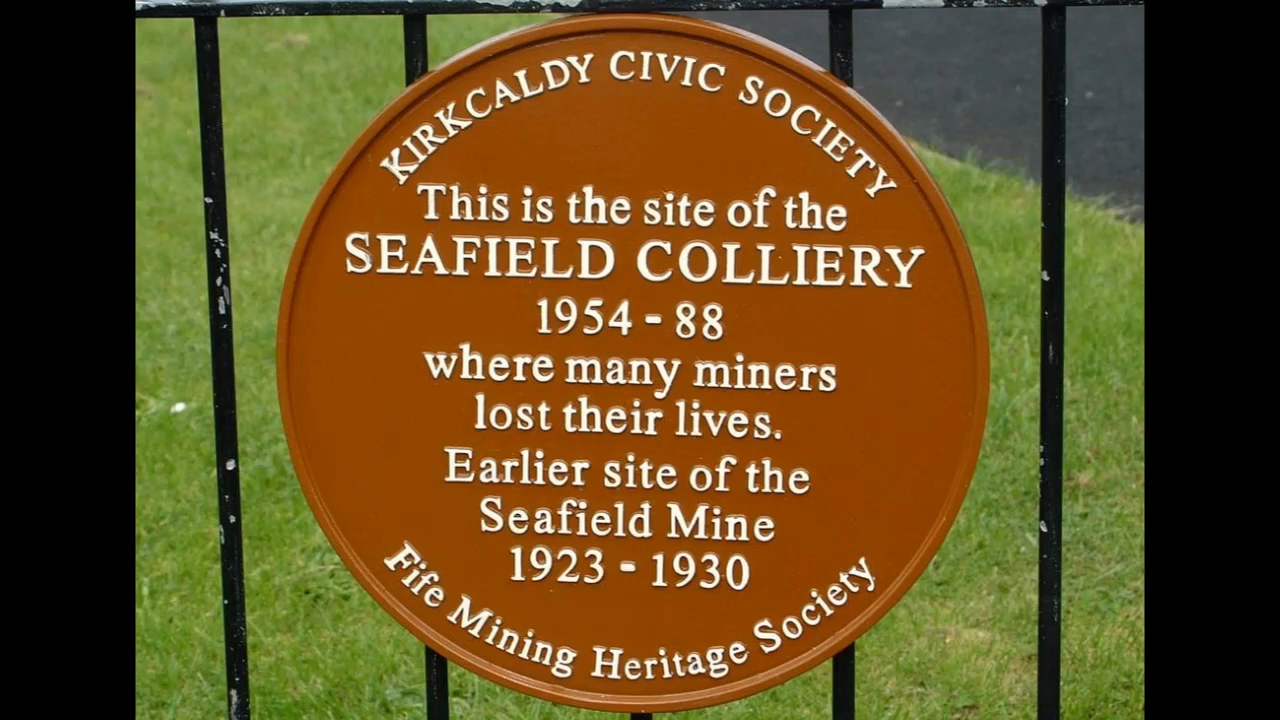 KIRKCALDY CIVIC SOCIETY
This is the site of the
SEAFIELD COLLIERY
1954 - 88
where many miners
lost their lives.
Earlier site of the
Seafield Mine
1923 - 1930
Fife Mining Heritage Society